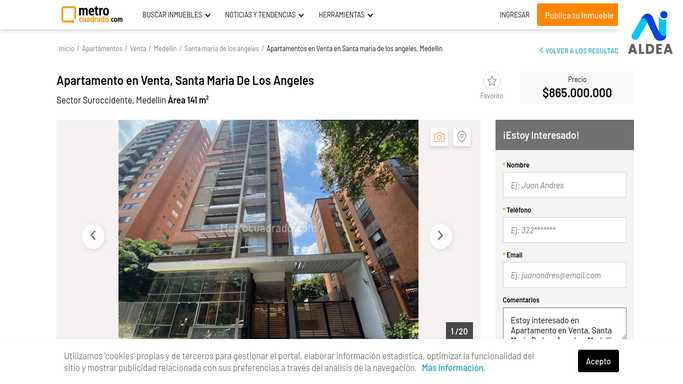 metro
cuadrado.com
BUSCAR INMUEBLES
NOTICIAS Y TENDENCIAS
HERRAMIENTAS
INGRESAR
Publica tu Inmueble
ALDEA
Inicio / Apartamentos / Venta / Medellín / Santa maria de los angeles / Apartamentos en Venta en Santa maria de los angeles, Medellín
VOLVER A LOS RESULTAD
Apartamento en Venta, Santa Maria De Los Angeles
Sector Suroccidente, Medellín Área 141 m²
Favorito
Precio
$865.000.000
Metrocuadrado.com
1 / 20
¡Estoy Interesado!
* Nombre
Ej: Juan Andres
* Teléfono
Ej: 322*******
* Email
Ej: juanandres@email.com
Comentarios
Estoy interesado en
Apartamento en Venta, Santa
Utilizamos 'cookies' propias y de terceros para gestionar el portal, elaborar información estadística, optimizar la funcionalidad del
sitio y mostrar publicidad relacionada con sus preferencias a través del análisis de la navegación. Más información.
Acepto